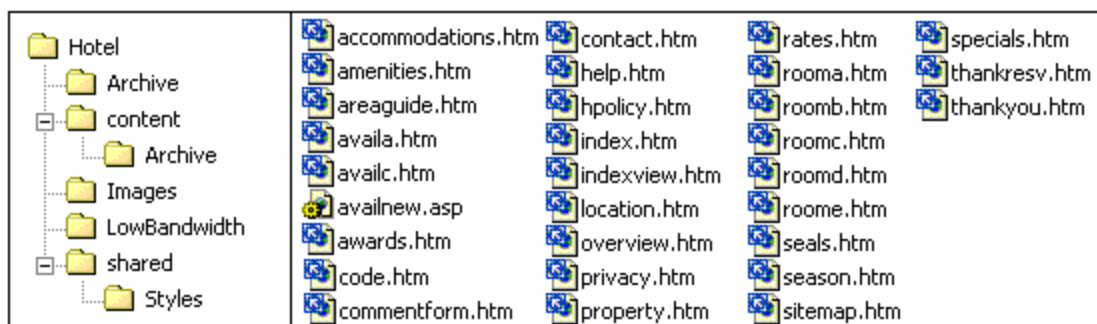 Hotel
Archive
content
Archive
Images
LowBandwidth
shared
Styles
accommodations.htm
amenities.htm
areaguide.htm
availa.htm
availc.htm
availnew.asp
awards.htm
code.htm
commentform.htm
contact.htm
help.htm
hpolicy.htm
index.htm
indexview.htm
location.htm
overview.htm
privacy.htm
property.htm
rates.htm
rooma.htm
roomb.htm
roomc.htm
roomd.htm
roome.htm
seals.htm
season.htm
sitemap.htm
specials.htm
thankresv.htm
thankyou.htm